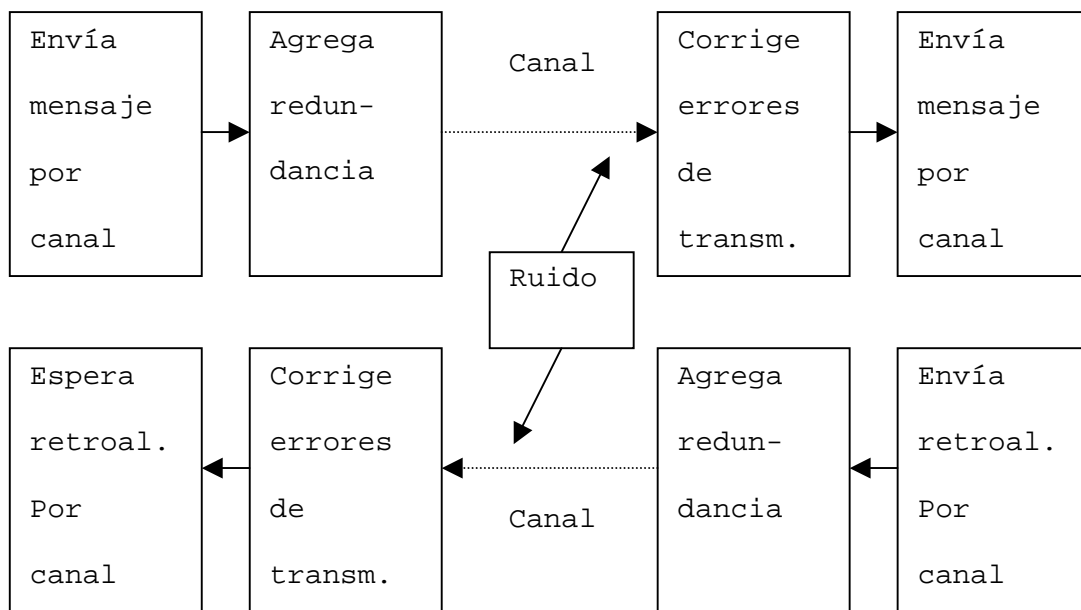 Envía
mensaje
por
canal
Agrega
redun-
dancia
Canal
Corrige
errores
de
transm.
Envía
mensaje
por
canal
Ruido
Espera
retroal.
Por
canal
Corrige
errores
de
transm.
Canal
Agrega
redun-
dancia
Envía
retroal.
Por
canal